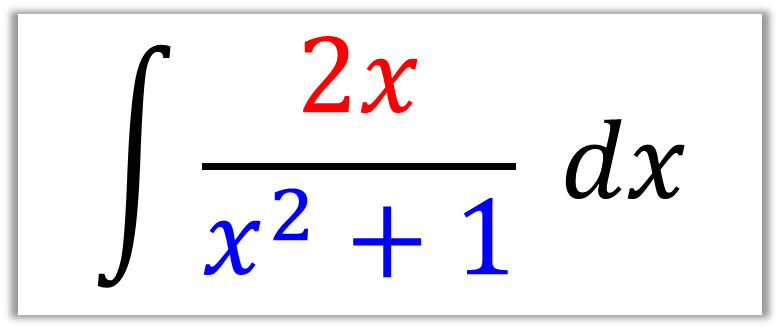 ∫ 2x / x² + 1 dx